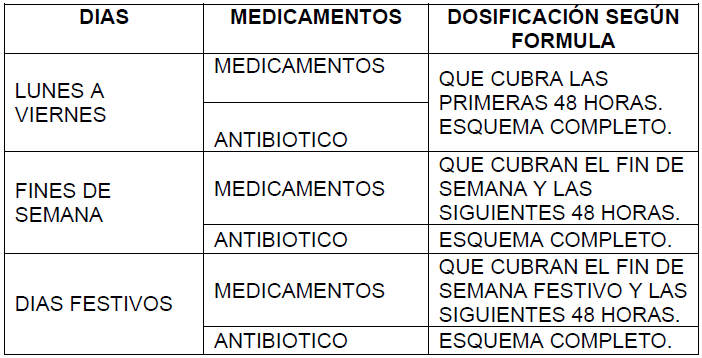 DIAS
MEDICAMENTOS
DOSIFICACIÓN SEGÚN
FORMULA
LUNES A
VIERNES
MEDICAMENTOS
ANTIBIOTICO
QUE CUBRA LAS
PRIMERAS 48 HORAS.
ESQUEMA COMPLETO.
FINES DE
SEMANA
MEDICAMENTOS
QUE CUBRAN EL FIN DE
SEMANA Y LAS
SIGUIENTES 48 HORAS.
ANTIBIOTICO
ESQUEMA COMPLETO.
DIAS FESTIVOS
MEDICAMENTOS
QUE CUBRAN EL FIN DE
SEMANA FESTIVO Y LAS
SIGUIENTES 48 HORAS.
ANTIBIOTICO
ESQUEMA COMPLETO.